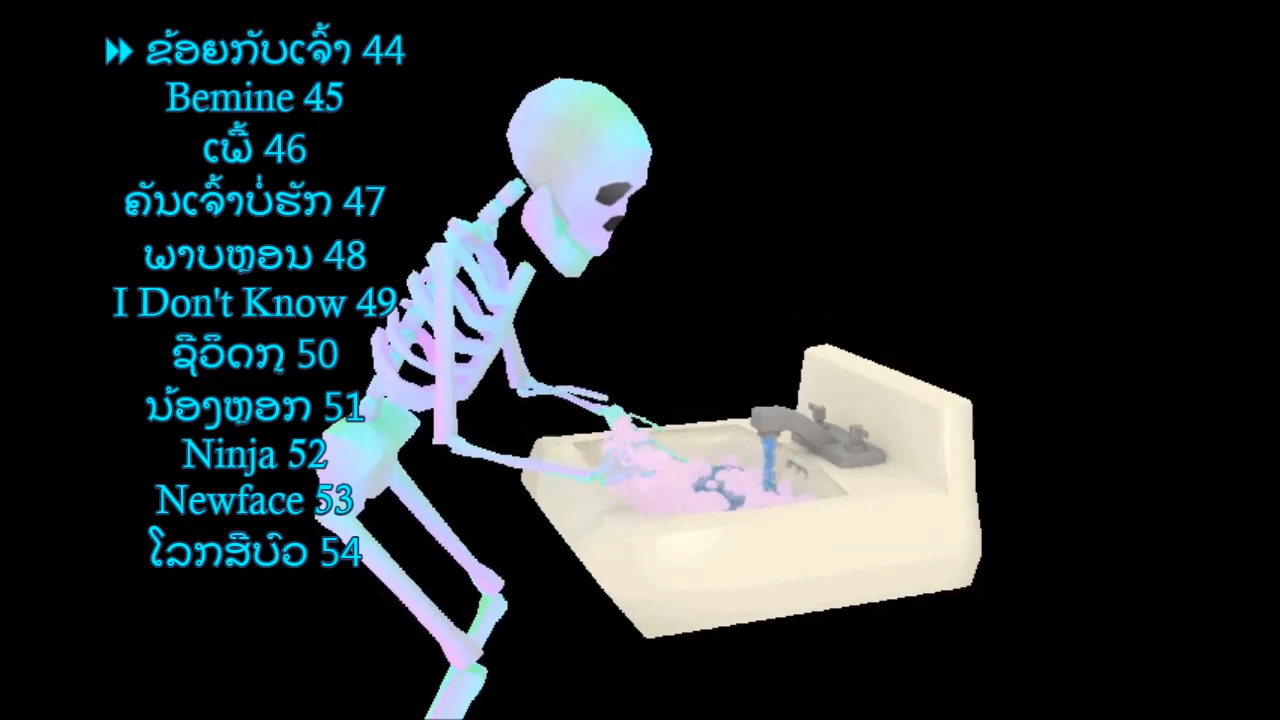 ⏩ ຂ້ອຍກັບເຈົ້າ 44
Bemine 45
ເພື້ 46
ຄັນເຈົ້າບໍ່ຮັກ 47
ພາບຫຼອນ 48
I Don't Know 49
ຊີວິດກູ 50
ນ້ອງຫຼອກ 51
Ninja 52
Newface 53
ໂລກສີບົວ 54